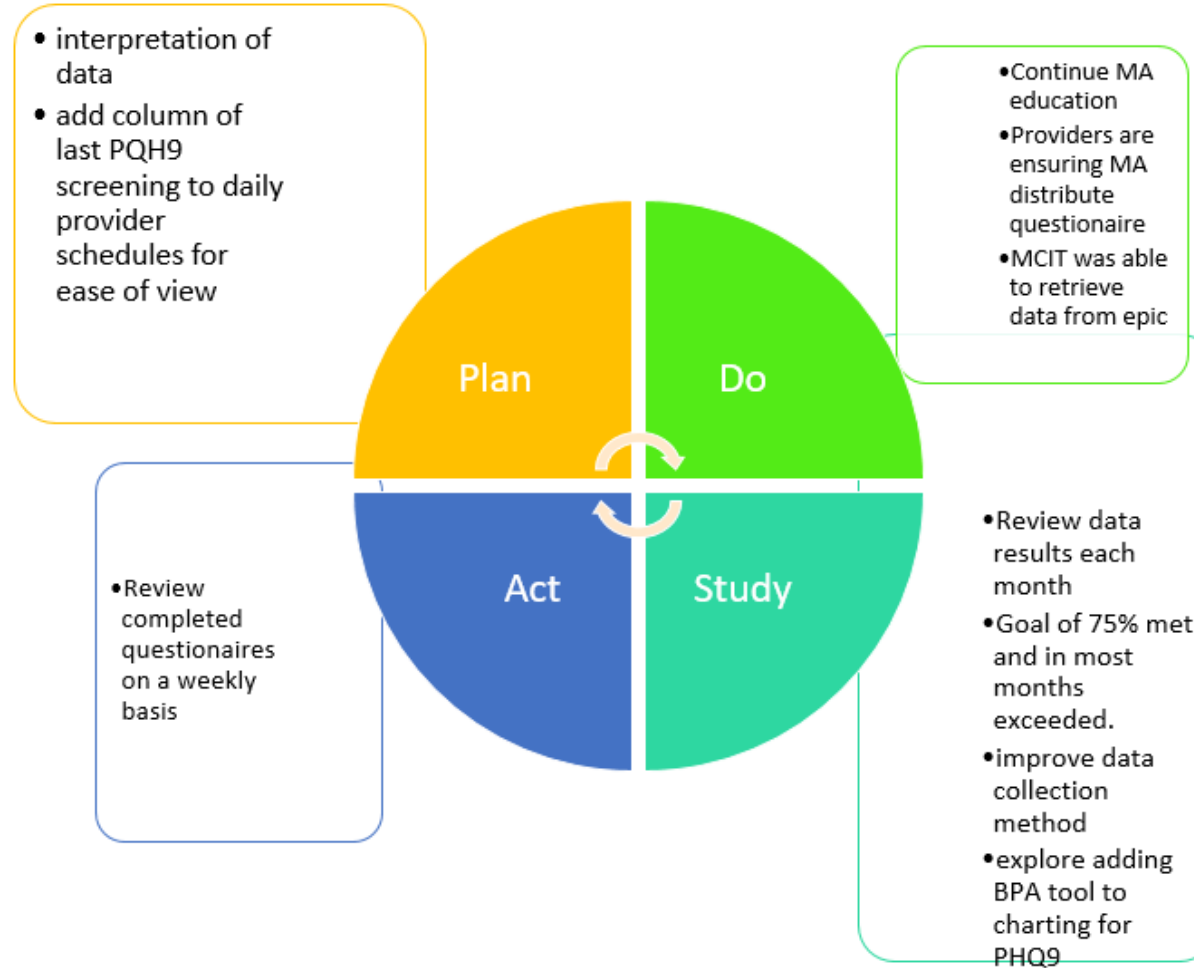 • interpretation of
data
• add column of
last PQH9
screening to daily
provider
schedules for
ease of view
•Continue MA
education
•Providers are
ensuring MA
distribute
questionaire
•MCIT was able
to retrieve
data from epic
Plan
Do
Act
Study
•Review
completed
questionaires
on a weekly
basis
•Review data
results each
month
•Goal of 75% met
and in most
months
exceeded.
•improve data
collection
method
•explore adding
BPA tool to
charting for
PHQ9